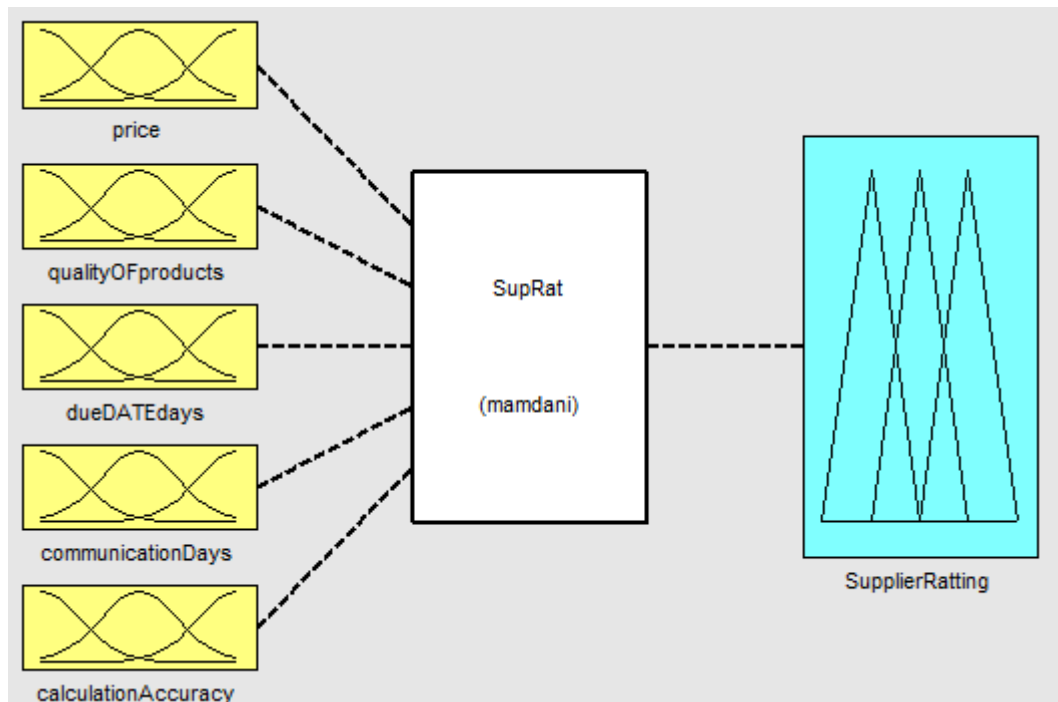 price
qualityOFproducts
dueDATEdays
communicationDays
calculationAccuracy
SupRat
(mamdani)
SupplierRatting